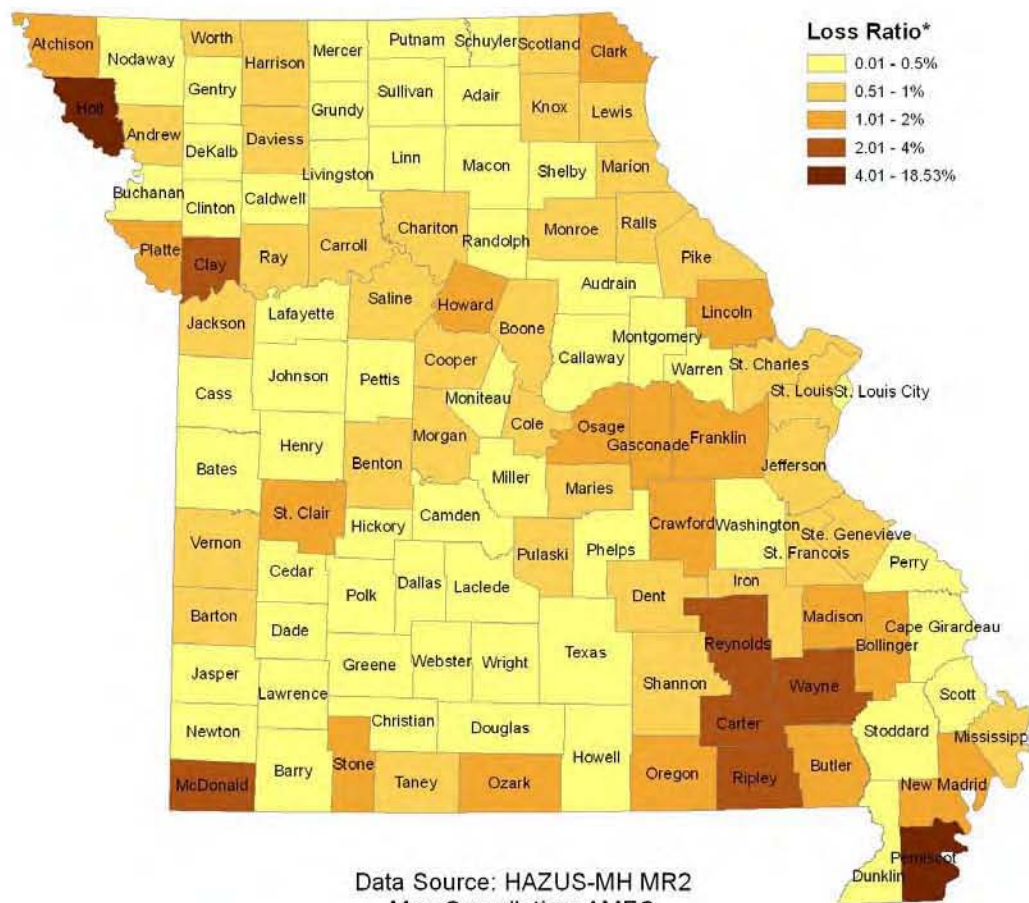 Loss Ratio*
0.01 - 0.5%
0.51 - 1%
1.01 - 2%
2.01 - 4%
4.01 - 18.53%
Atchison
Nodaway
Worth
Harrison
Mercer
Putnam
Schuyler
Scotland
Clark
Holt
Gentry
Sullivan
Adair
Grundy
Knox
Lewis
Andrew
DeKalb
Daviess
Livingston
Linn
Macon
Shelby
Marion
Buchanan
Clinton
Caldwell
Chariton
Randolph
Monroe
Ralls
Platte
Clay
Ray
Carroll
Pike
Audrain
Jackson
Lafayette
Saline
Howard
Boone
Lincoln
Montgomery
Callaway
Warren
St. Charles
St. Louis
St. Louis City
Cass
Johnson
Pettis
Cooper
Moniteau
Cole
Osage
Gasconade
Franklin
Jefferson
Bates
Henry
Benton
Morgan
Miller
Maries
St. Clair
Hickory
Camden
Pulaski
Phelps
Crawford
Washington
Ste. Genevieve
St. Francois
Perry
Vernon
Cedar
Polk
Dallas
Laclede
Dent
Iron
Madison
Bollinger
Cape Girardeau
Barton
Dade
Greene
Webster
Wright
Texas
Reynolds
Shannon
Wayne
Jasper
Lawrence
Christian
Douglas
Howell
Carter
Stoddard
Scott
Mississippi
Newton
McDonald
Barry
Stone
Taney
Ozark
Oregon
Ripley
Butler
New Madrid
Pemiscot
Dunklin
Data Source: HAZUS-MH MR2